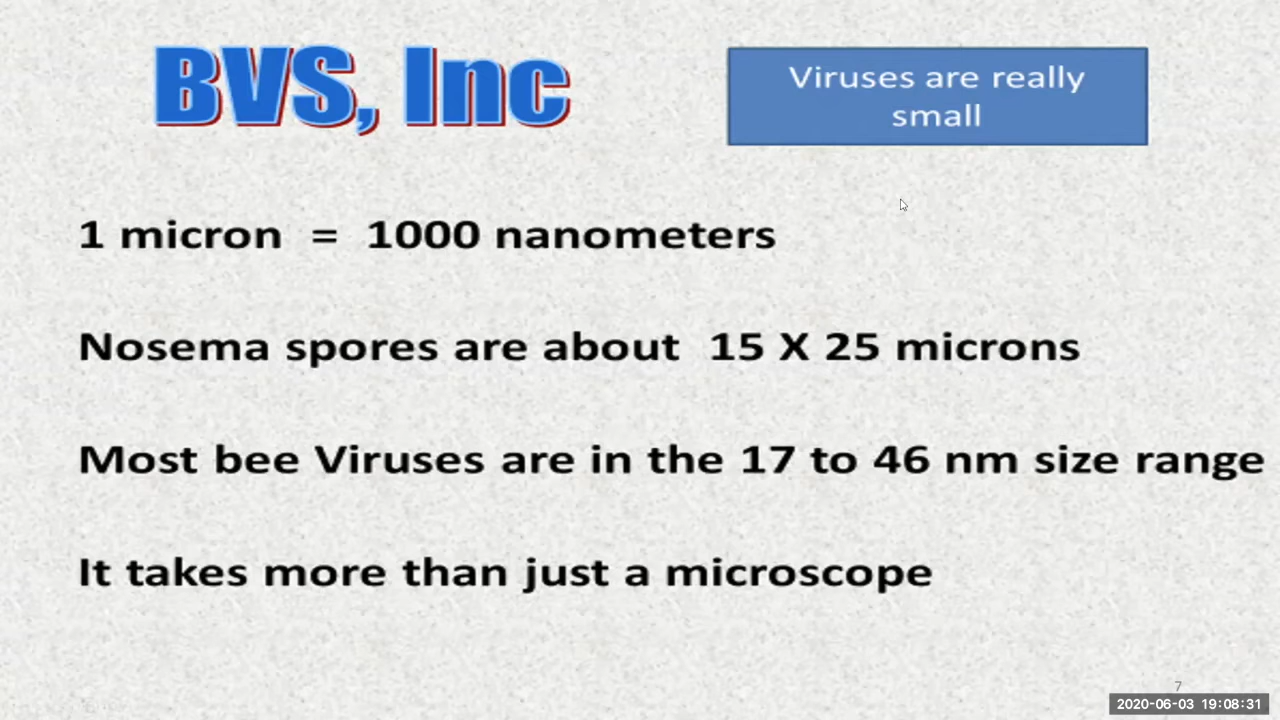 BVS, Inc
Viruses are really
small
1 micron = 1000 nanometers
Nosema spores are about 15 X 25 microns
Most bee Viruses are in the 17 to 46 nm size range
It takes more than just a microscope
7
2020-06-03 19:08:31